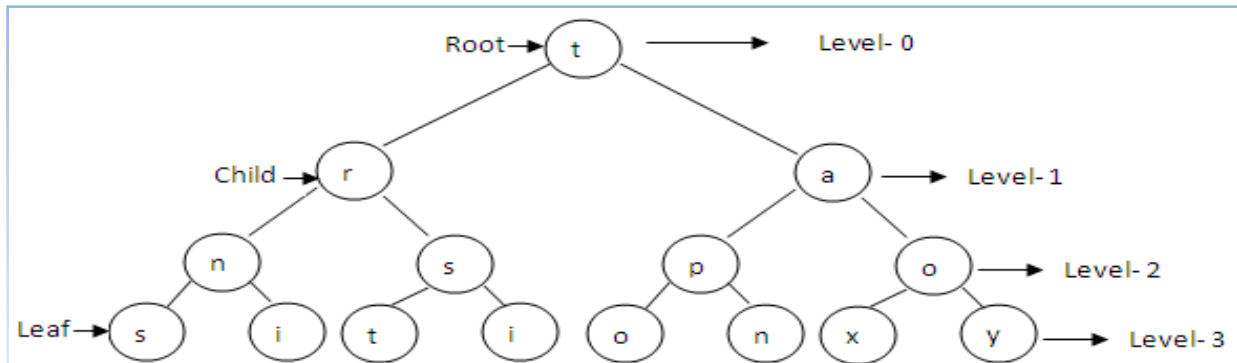 Root t Level- 0
Child r a Level- 1
n s p o Level- 2
Leaf s i t i o n x y Level- 3